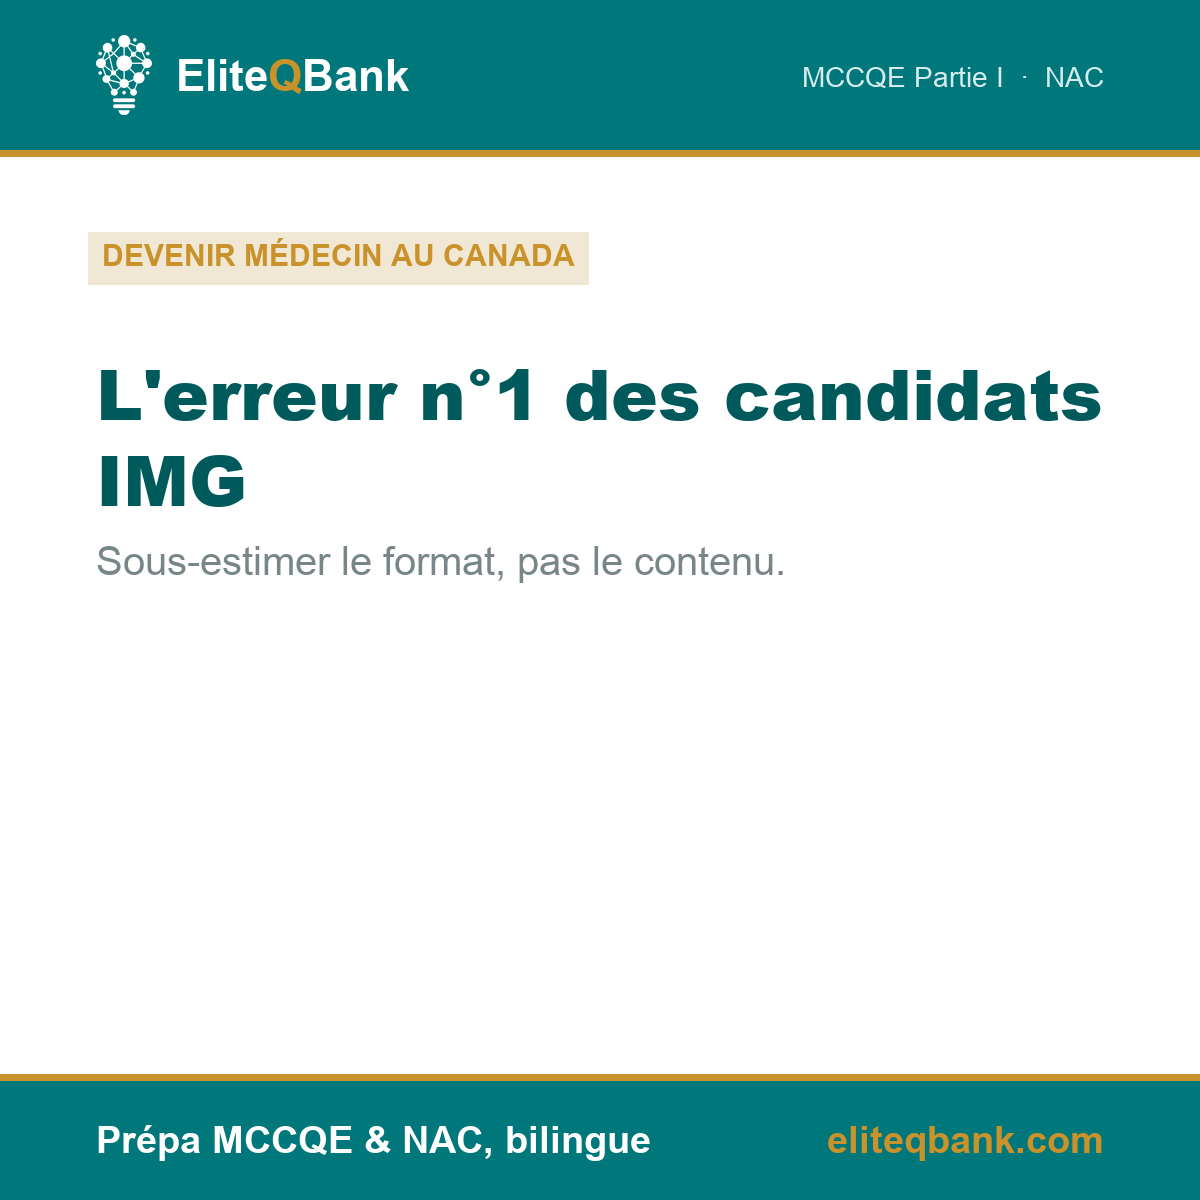 EliteQBank
MCCQE Partie I · NAC
DEVENIR MÉDECIN AU CANADA
L'erreur n°1 des candidats
IMG
Sous-estimer le format, pas le contenu.
Prépa MCCQE & NAC, bilingue
eliteqbank.com